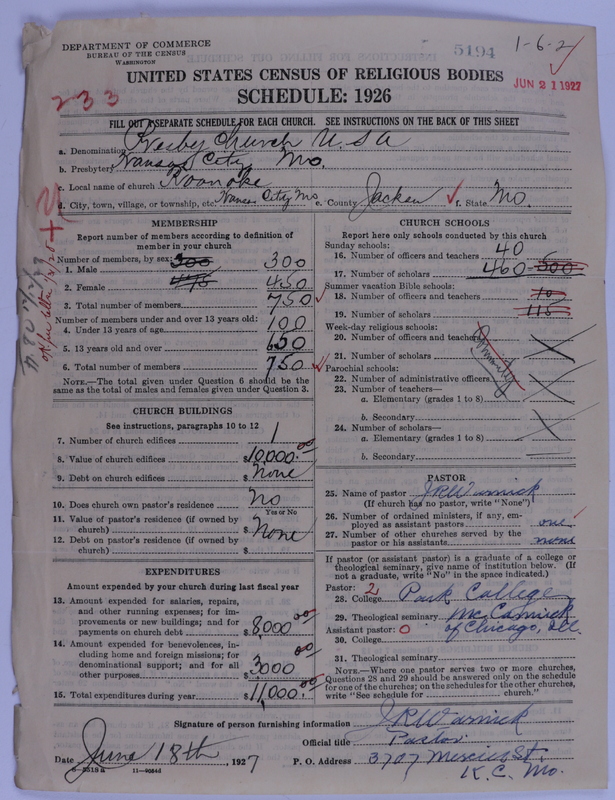 DEPARTMENT OF COMMERCE
BUREAU OF THE CENSUS
WASHINGTON
5194
1-6-2
JUN 21 1927
233
UNITED STATES CENSUS OF RELIGIOUS BODIES
SCHEDULE: 1926
FILL OUT A SEPARATE SCHEDULE FOR EACH CHURCH. SEE INSTRUCTIONS ON THE BACK OF THIS SHEET
a. Denomination Presby Church U.S.A
b. Presbytery Kansas City Mo.
c. Local name of church Roanoke
d. City, town, village, or township, etc. Kansas City Mo e. County Jackson f. State Mo.
MEMBERSHIP
Report number of members according to definition of member in your church
Number of members, by sex:
1. Male 300 300
2. Female 450
3. Total number of members 750
Number of members under and over 13 years old:
4. Under 13 years of age 100
5. 13 years old and over 650
6. Total number of members 750
NOTE.—The total given under Question 6 should be the same as the total of males and females given under Question 3.
CHURCH BUILDINGS
See instructions, paragraphs 10 to 12
7. Number of church edifices 1
8. Value of church edifices $10,000.00
9. Debt on church edifices $ None
10. Does church own pastor's residence No
Yes or No
11. Value of pastor's residence (if owned by church) $ None
12. Debt on pastor's residence (if owned by church) $
EXPENDITURES
Amount expended by your church during last fiscal year
13. Amount expended for salaries, repairs, and other running expenses; for improvements or new buildings; and for payments on church debt $8,000.00
14. Amount expended for benevolences, including home and foreign missions; for denominational support; and for all other purposes $3,000.00
15. Total expenditures during year $11,000.00
CHURCH SCHOOLS
Report here only schools conducted by this church
Sunday schools:
16. Number of officers and teachers 40
17. Number of scholars 460 500
Summer vacation Bible schools:
18. Number of officers and teachers 10
19. Number of scholars 115
Week-day religious schools:
20. Number of officers and teachers
21. Number of scholars
Parochial schools:
22. Number of administrative officers
23. Number of teachers—
a. Elementary (grades 1 to 8)
b. Secondary
24. Number of scholars—
a. Elementary (grades 1 to 8)
b. Secondary
PASTOR
25. Name of pastor J R Warnick
(If church has no pastor, write "None")
26. Number of ordained ministers, if any, employed as assistant pastors one
27. Number of other churches served by the pastor or his assistants none
If pastor (or assistant pastor) is a graduate of a college or theological seminary, give name of institution below. (If not a graduate, write "No" in the space indicated.)
Pastor: 2
28. College Park College
29. Theological seminary McCormick
Assistant pastor: 0 of Chicago, Ill.
30. College
31. Theological seminary
NOTE.—Where one pastor serves two or more churches, Questions 28 and 29 should be answered only on the schedule for one of the churches; on the schedules for the other churches, write "See schedule for church."
Signature of person furnishing information J R Warnick
Official title Pastor
Date June 18th, 1927 P. O. Address 3707 Mercier St.
K.C. Mo.
11—9056d